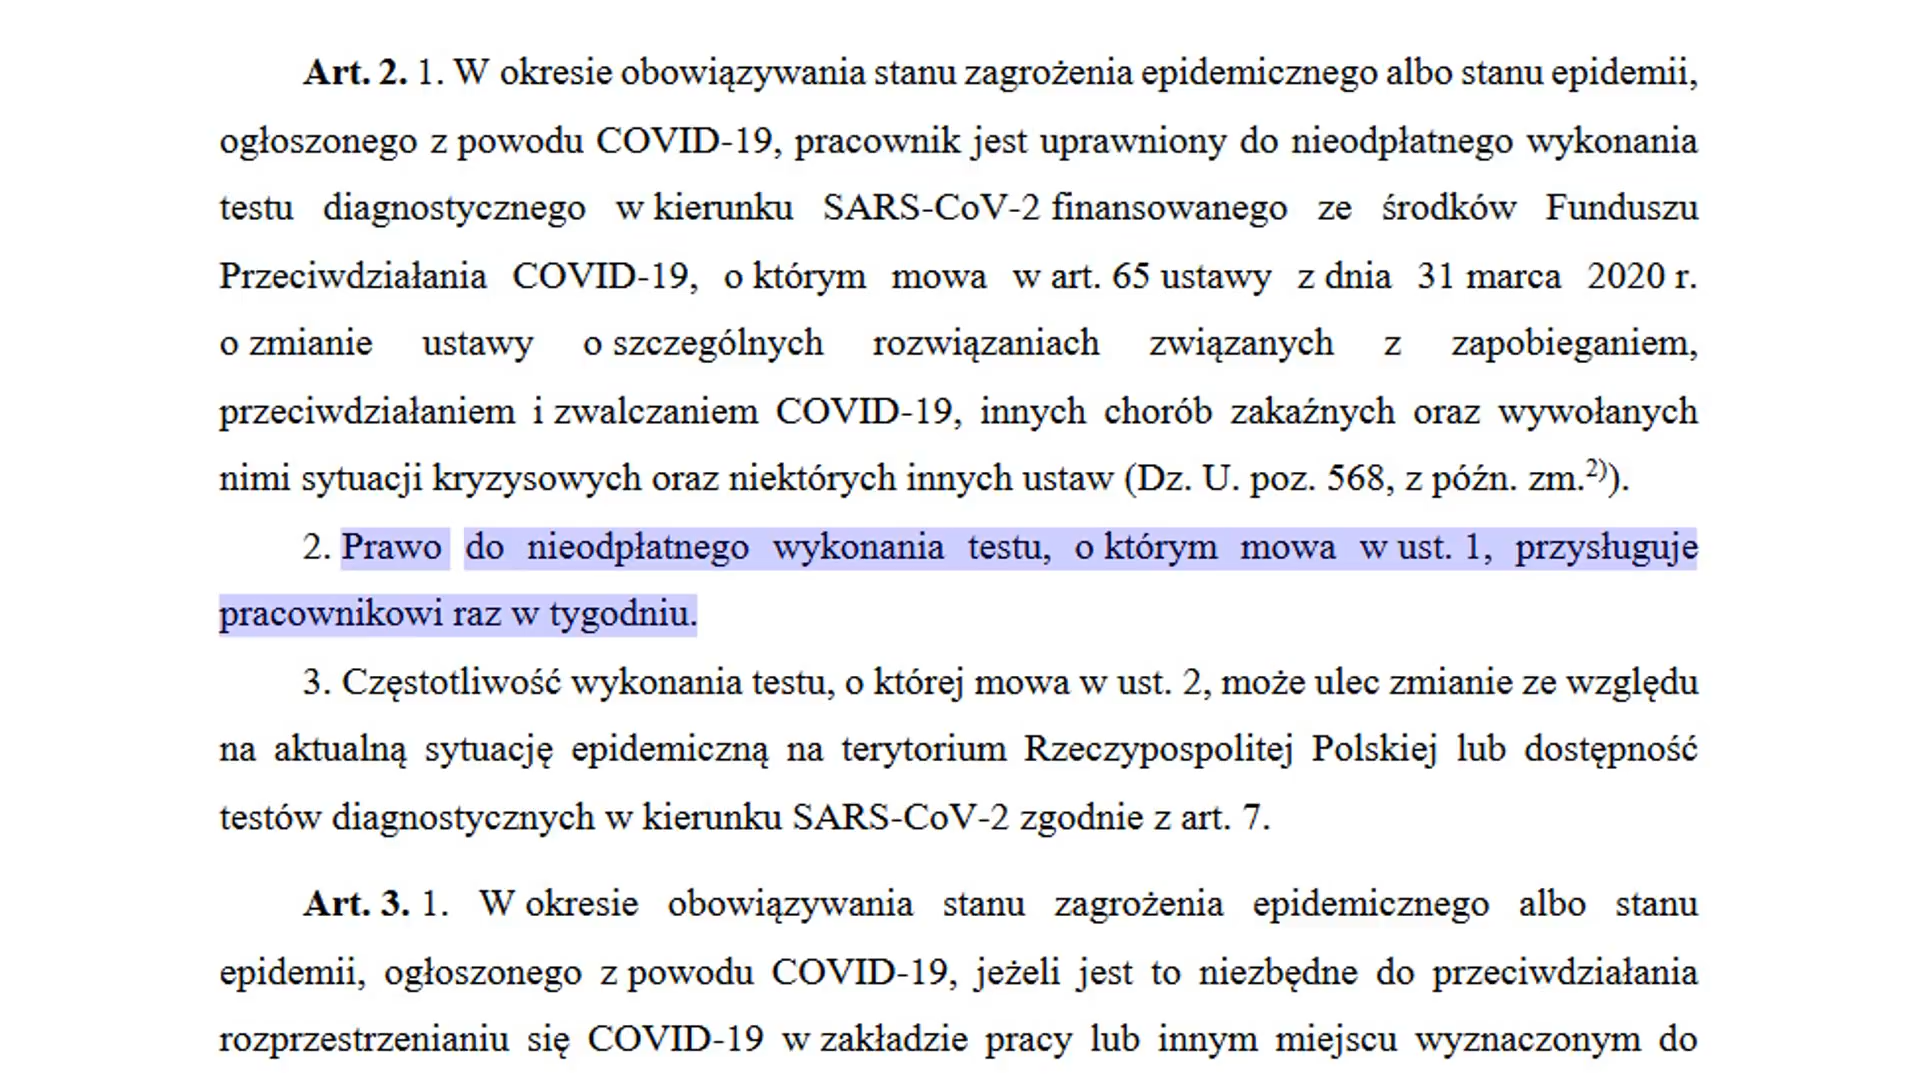 Art. 2. 1. W okresie obowiązywania stanu zagrożenia epidemicznego albo stanu epidemii,
ogłoszonego z powodu COVID-19, pracownik jest uprawniony do nieodpłatnego wykonania
testu diagnostycznego w kierunku SARS-CoV-2 finansowanego ze środków Funduszu
Przeciwdziałania COVID-19, o którym mowa w art. 65 ustawy z dnia 31 marca 2020 r.
o zmianie ustawy o szczególnych rozwiązaniach związanych z zapobieganiem,
przeciwdziałaniem i zwalczaniem COVID-19, innych chorób zakaźnych oraz wywołanych
nimi sytuacji kryzysowych oraz niektórych innych ustaw (Dz. U. poz. 568, z późn. zm.2)).
2. Prawo do nieodpłatnego wykonania testu, o którym mowa w ust. 1, przysługuje
pracownikowi raz w tygodniu.
3. Częstotliwość wykonania testu, o której mowa w ust. 2, może ulec zmianie ze względu
na aktualną sytuację epidemiczną na terytorium Rzeczypospolitej Polskiej lub dostępność
testów diagnostycznych w kierunku SARS-CoV-2 zgodnie z art. 7.
Art. 3. 1. W okresie obowiązywania stanu zagrożenia epidemicznego albo stanu
epidemii, ogłoszonego z powodu COVID-19, jeżeli jest to niezbędne do przeciwdziałania
rozprzestrzenianiu się COVID-19 w zakładzie pracy lub innym miejscu wyznaczonym do